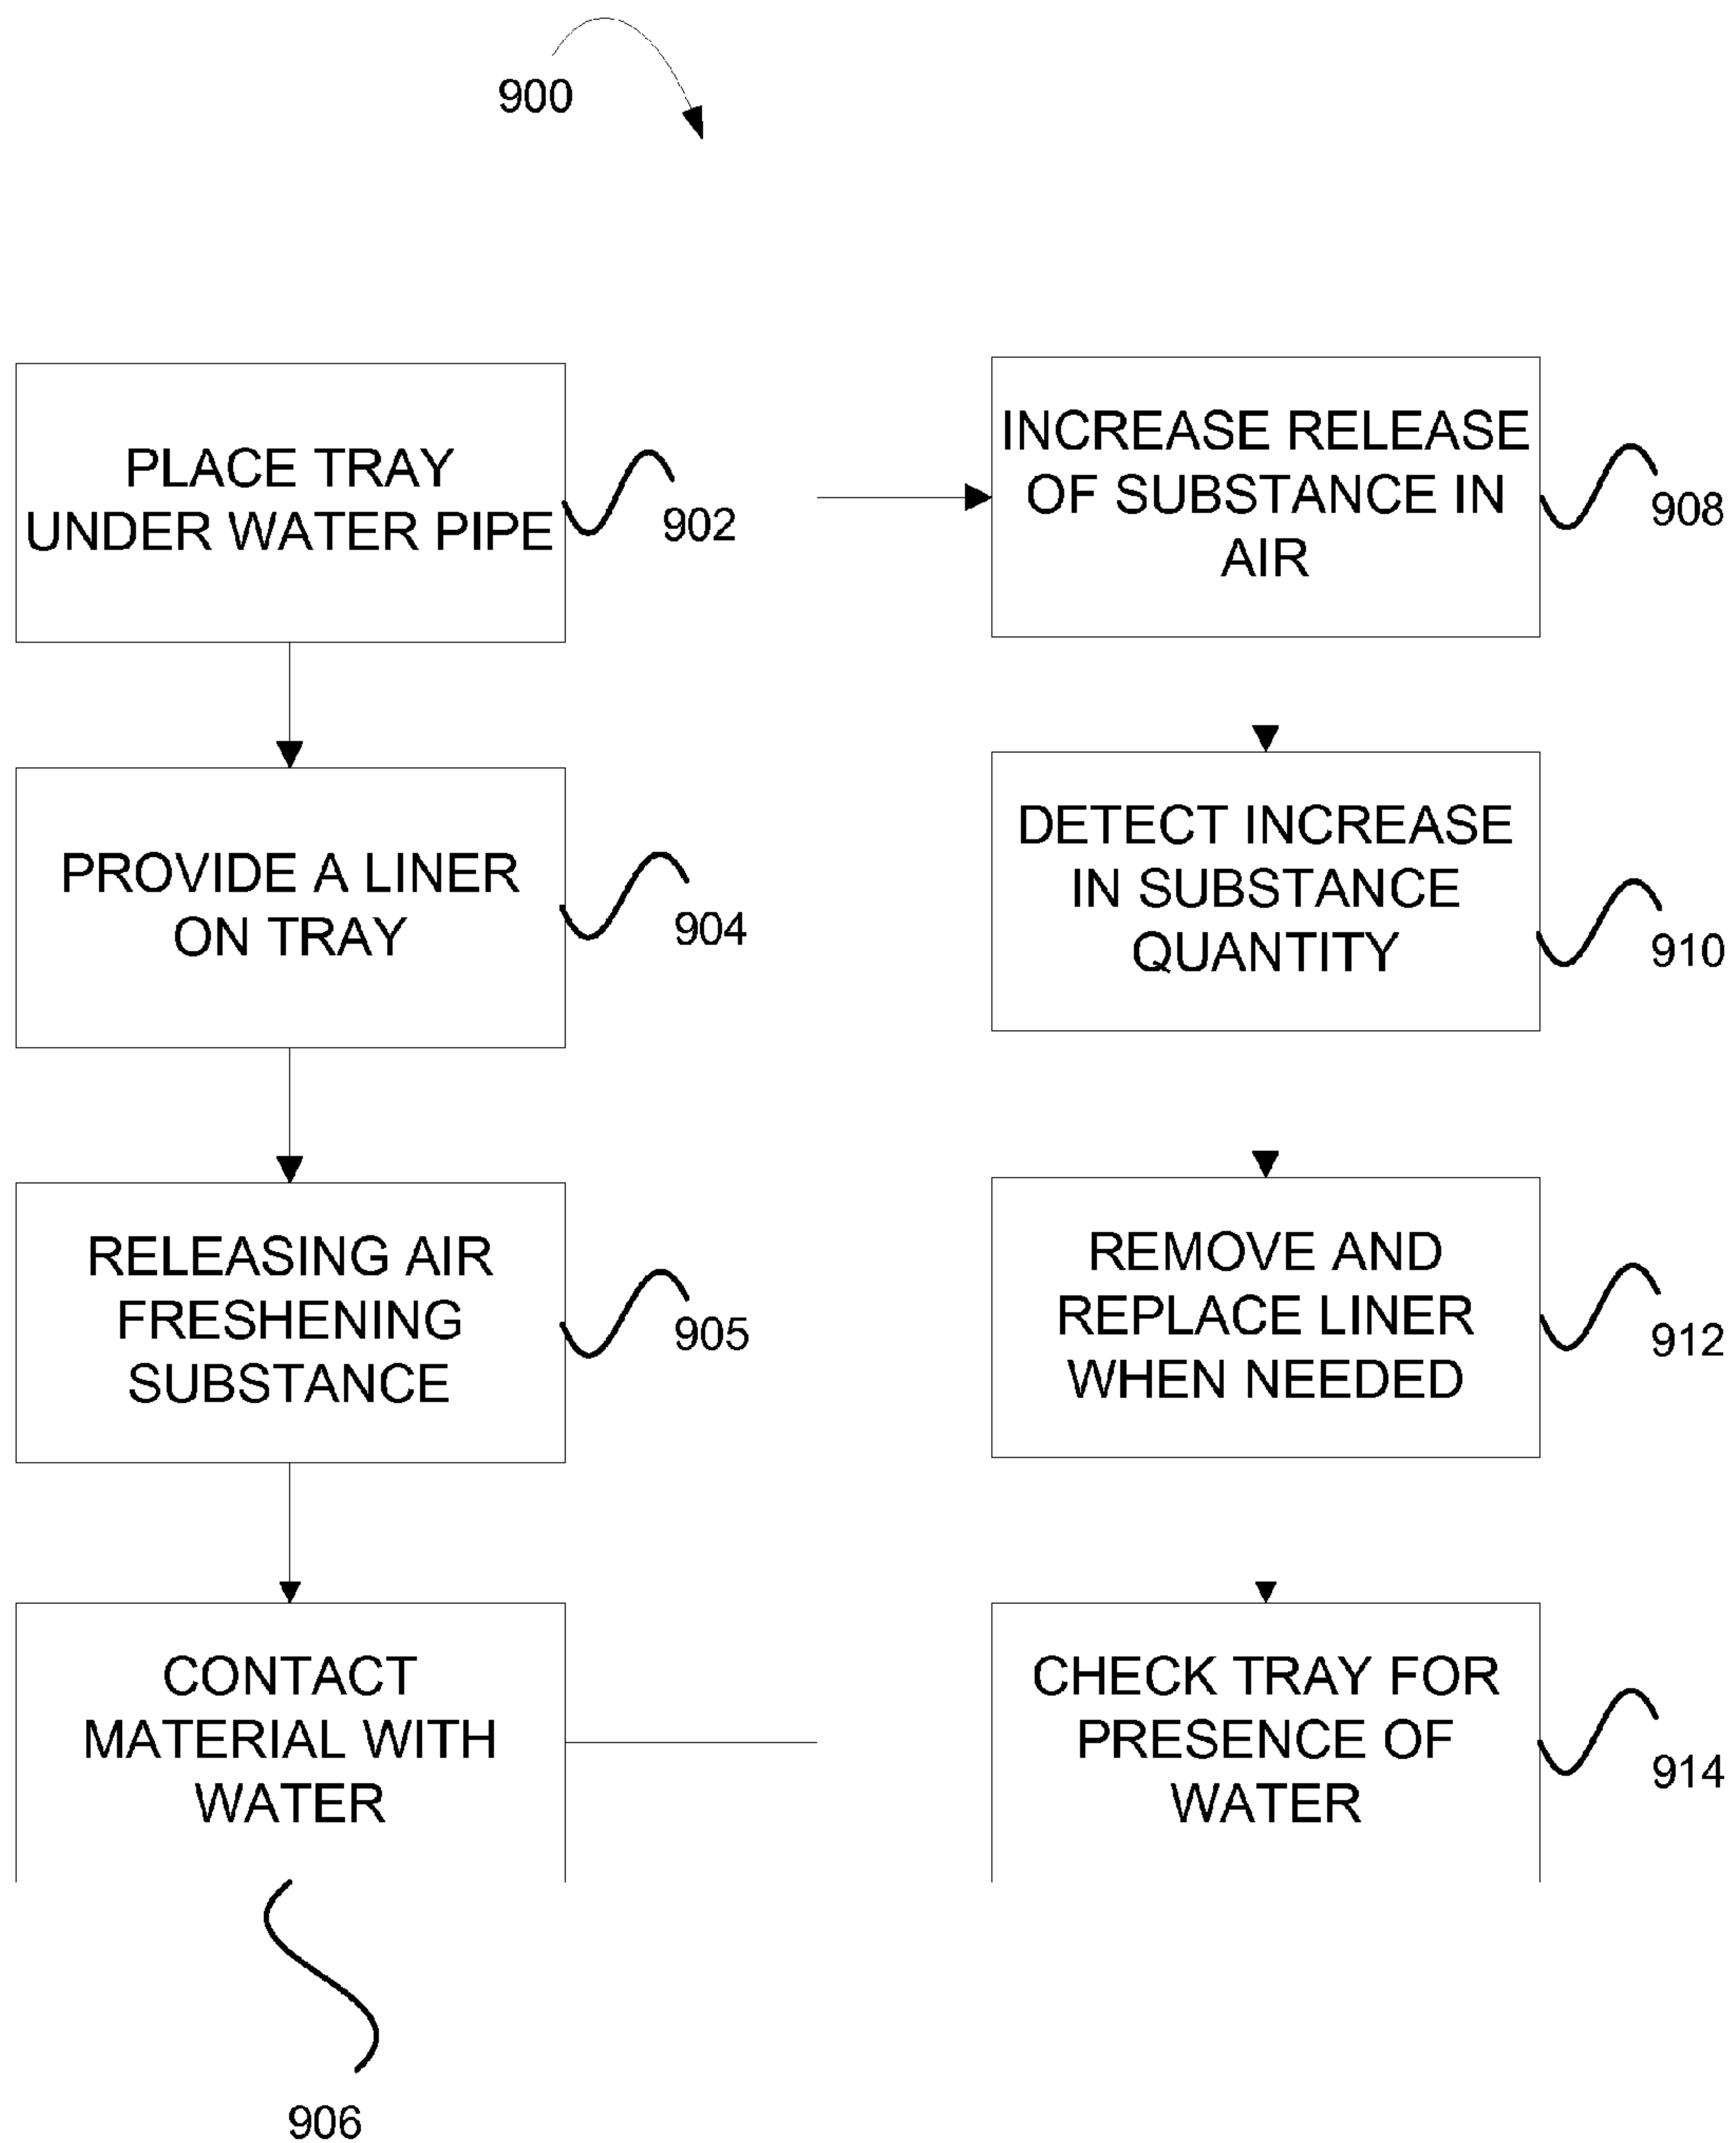 900
PLACE TRAY
UNDER WATER PIPE
902
PROVIDE A LINER
ON TRAY
904
RELEASING AIR
FRESHENING
SUBSTANCE
905
CONTACT
MATERIAL WITH
WATER
906
INCREASE RELEASE
OF SUBSTANCE IN
AIR
908
DETECT INCREASE
IN SUBSTANCE
QUANTITY
910
REMOVE AND
REPLACE LINER
WHEN NEEDED
912
CHECK TRAY FOR
PRESENCE OF
WATER
914